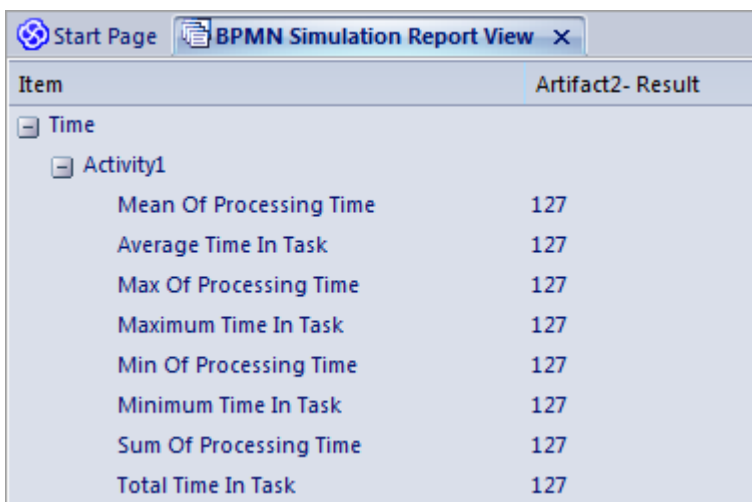 Start Page BPMN Simulation Report View X
Item Artifact2- Result
Time
Activity1
Mean Of Processing Time 127
Average Time In Task 127
Max Of Processing Time 127
Maximum Time In Task 127
Min Of Processing Time 127
Minimum Time In Task 127
Sum Of Processing Time 127
Total Time In Task 127